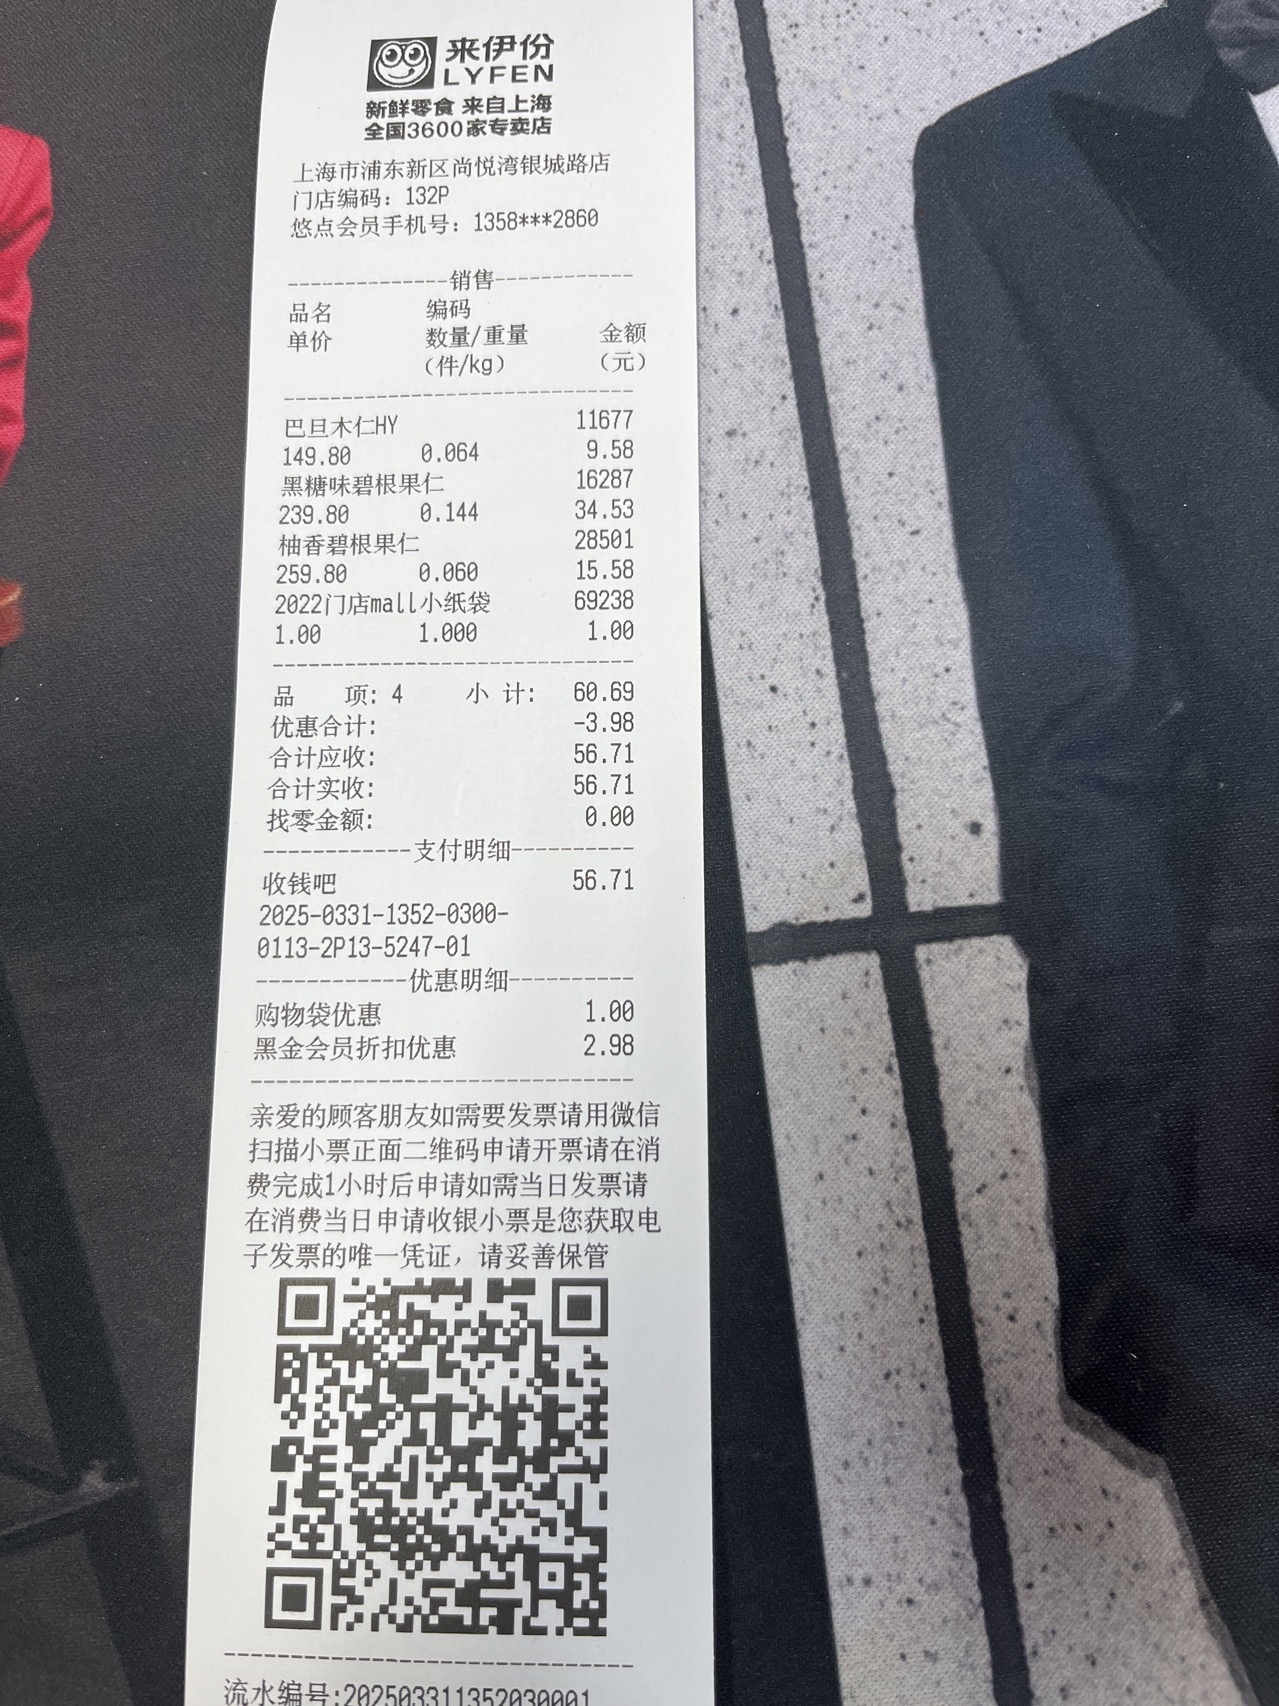 来伊份
LYFEN
新鲜零食 来自上海
全国3600家专卖店
上海市浦东新区尚悦湾银城路店
门店编码：132P
悠点会员手机号：1358***2860
--------------销售------------
品名 编码
单价 数量/重量 金额
（件/kg） （元）
------------------------------
巴旦木仁HY 11677
149.80 0.064 9.58
黑糖味碧根果仁 16287
239.80 0.144 34.53
柚香碧根果仁 28501
259.80 0.060 15.58
2022门店mall小纸袋 69238
1.00 1.000 1.00
------------------------------
品 项: 4 小 计: 60.69
优惠合计: -3.98
合计应收: 56.71
合计实收: 56.71
找零金额: 0.00
------------支付明细----------
收钱吧 56.71
2025-0331-1352-0300-
0113-2P13-5247-01
------------优惠明细----------
购物袋优惠 1.00
黑金会员折扣优惠 2.98
------------------------------
亲爱的顾客朋友如需要发票请用微信
扫描小票正面二维码申请开票请在消
费完成1小时后申请如需当日发票请
在消费当日申请收银小票是您获取电
子发票的唯一凭证，请妥善保管
------------------------------
流水编号:202503311352030001